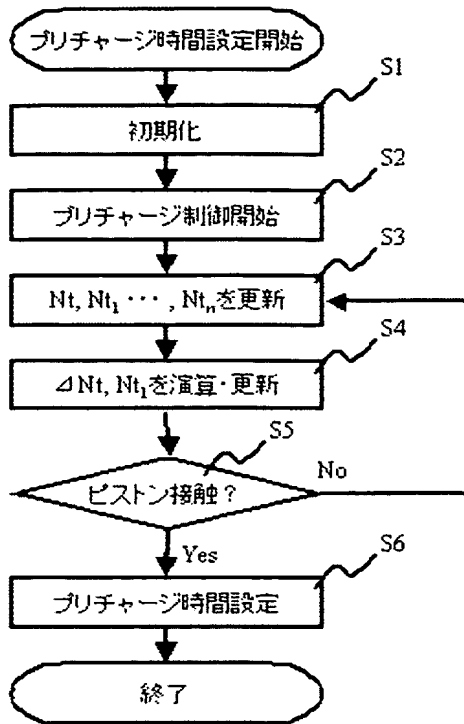 プリチャージ時間設定開始
S1
初期化
S2
プリチャージ制御開始
S3
Nt, Nt₁ ･･･ , Ntₙを更新
S4
⊿Nt, Nt₁を演算･更新
S5
ピストン接触？
No
Yes
S6
プリチャージ時間設定
終了